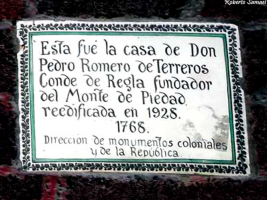 Roberto Samael
Esta fué la casa de Don
Pedro Romero de Terreros
Conde de Regla fundador
del Monte de Piedad,
reedificada en 1928.
1768.
Dirección de monumentos coloniales
y de la República